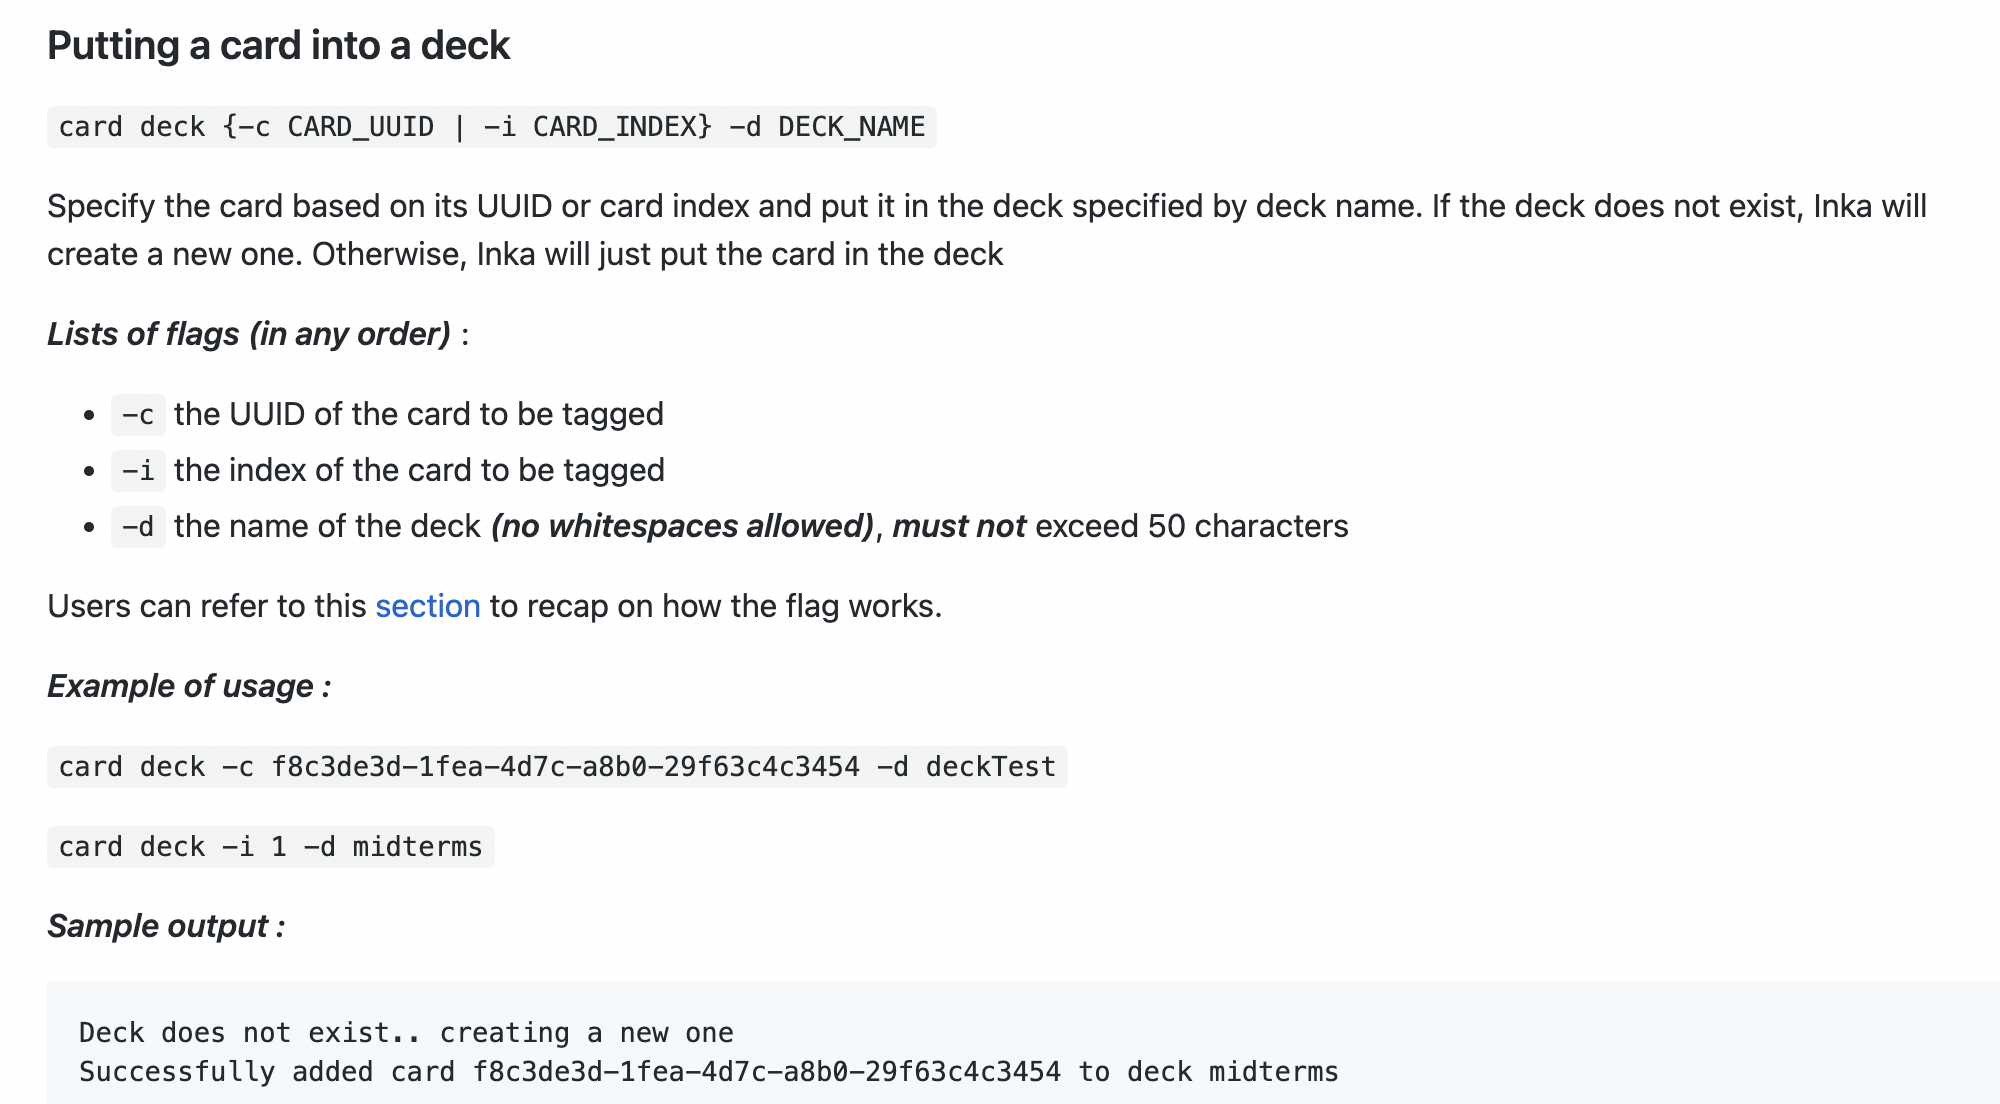 Putting a card into a deck
card deck {-c CARD_UUID | -i CARD_INDEX} -d DECK_NAME
Specify the card based on its UUID or card index and put it in the deck specified by deck name. If the deck does not exist, Inka will
create a new one. Otherwise, Inka will just put the card in the deck
Lists of flags (in any order) :
• -c the UUID of the card to be tagged
• -i the index of the card to be tagged
• -d the name of the deck (no whitespaces allowed), must not exceed 50 characters
Users can refer to this section to recap on how the flag works.
Example of usage :
card deck -c f8c3de3d-1fea-4d7c-a8b0-29f63c4c3454 -d deckTest
card deck -i 1 -d midterms
Sample output :
Deck does not exist.. creating a new one
Successfully added card f8c3de3d-1fea-4d7c-a8b0-29f63c4c3454 to deck midterms